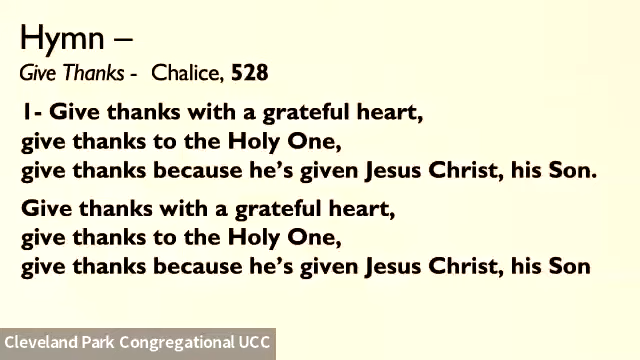 Hymn –
Give Thanks - Chalice, 528
1- Give thanks with a grateful heart,
give thanks to the Holy One,
give thanks because he's given Jesus Christ, his Son.
Give thanks with a grateful heart,
give thanks to the Holy One,
give thanks because he's given Jesus Christ, his Son
Cleveland Park Congregational UCC